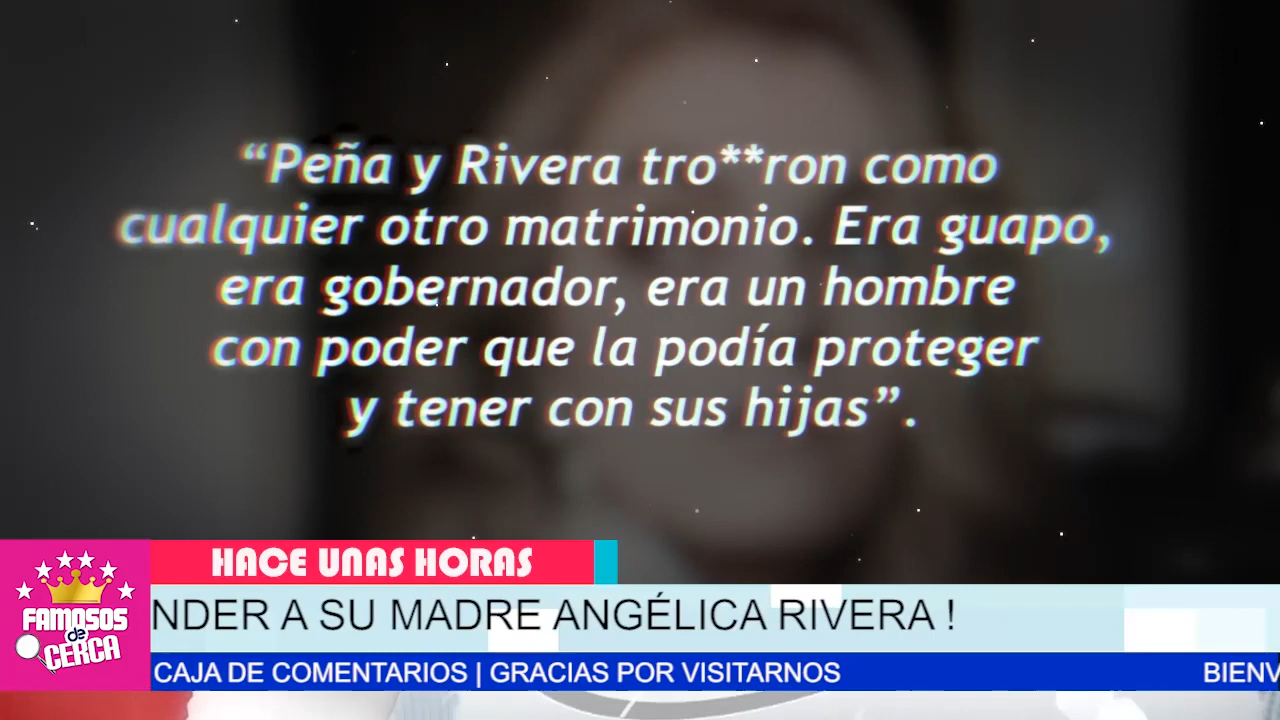 “Peña y Rivera tro**ron como
cualquier otro matrimonio. Era guapo,
era gobernador, era un hombre
con poder que la podía proteger
y tener con sus hijas”.
HACE UNAS HORAS
NDER A SU MADRE ANGÉLICA RIVERA !
FAMOSOS
de
CERCA
CAJA DE COMENTARIOS | GRACIAS POR VISITARNOS
BIENV